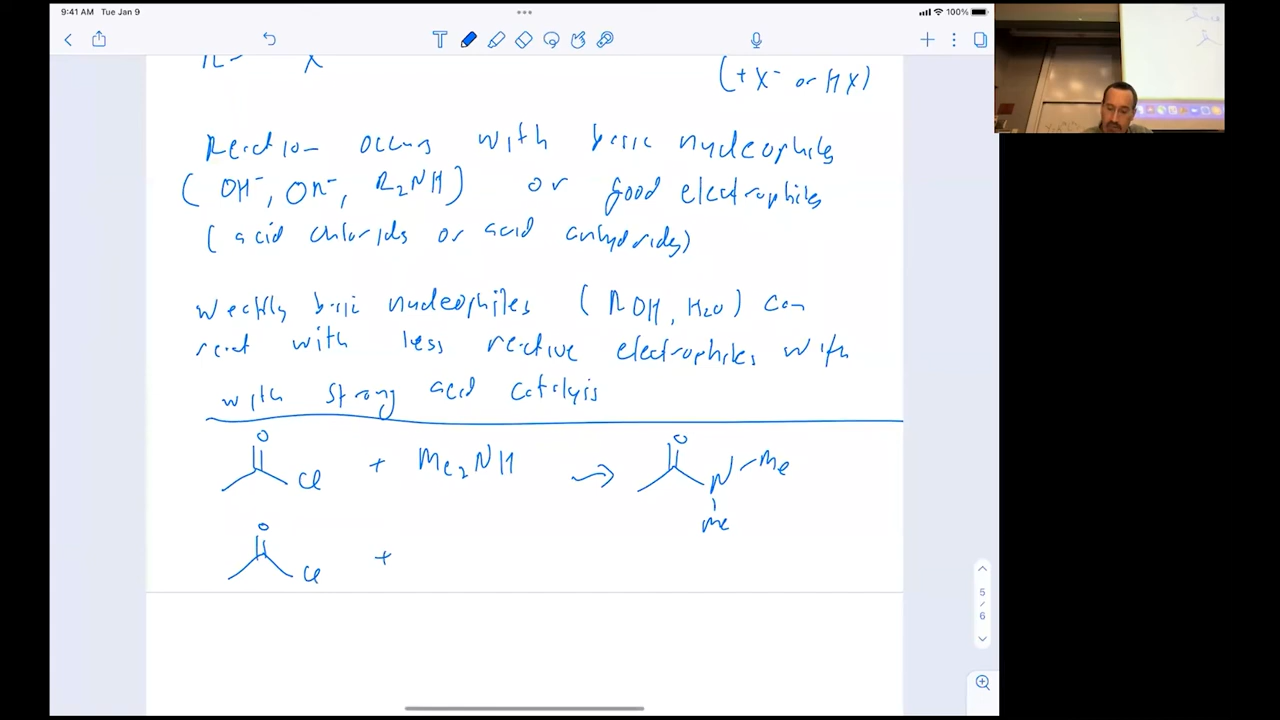 9:41 AM Tue Jan 9
100%
(+ X⁻ or HX)
Reaction occurs with basic nucleophiles
(OH⁻, OR⁻, R₂NH) or good electrophiles
(acid chlorides or acid anhydrides)
Weakly basic nucleophiles (ROH, H₂O) can
react with less reactive electrophiles with
with strong acid catalysis
O
Cl + Me₂NH
O
N Me
Me
O
Cl +
5
/
6